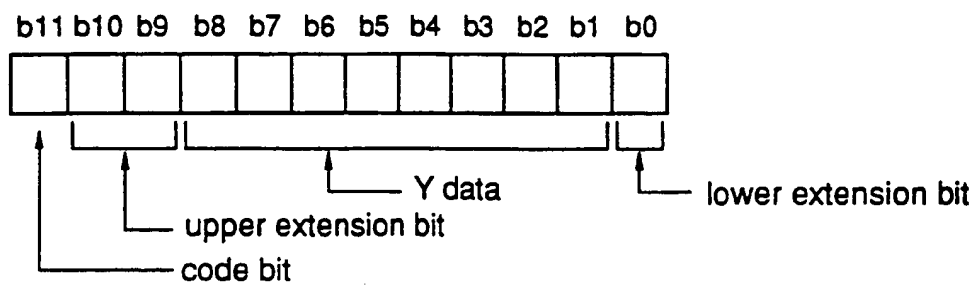 b11 b10 b9 b8 b7 b6 b5 b4 b3 b2 b1 b0
Y data
lower extension bit
upper extension bit
code bit